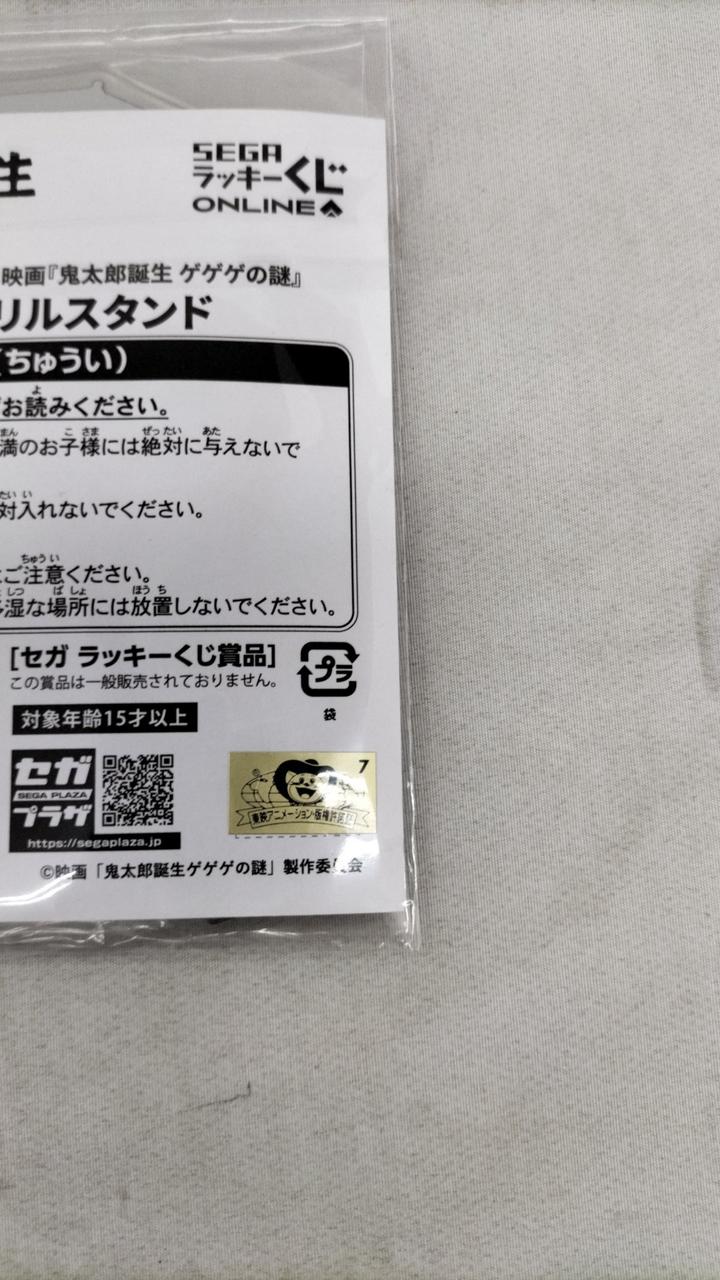 生
SEGA
ラッキーくじ
ONLINE
映画『鬼太郎誕生 ゲゲゲの謎』
リルスタンド
（ちゅうい）
お読みください。
満のお子様には絶対に与えないで
対入れないでください。
ご注意ください。
湿な場所には放置しないでください。
[セガ ラッキーくじ賞品]
この賞品は一般販売されておりません。
プラ
袋
対象年齢15才以上
セガ
SEGA PLAZA
プラザ
https://segaplaza.jp
7
東映アニメーション・版権許諾証
©映画「鬼太郎誕生ゲゲゲの謎」製作委員会